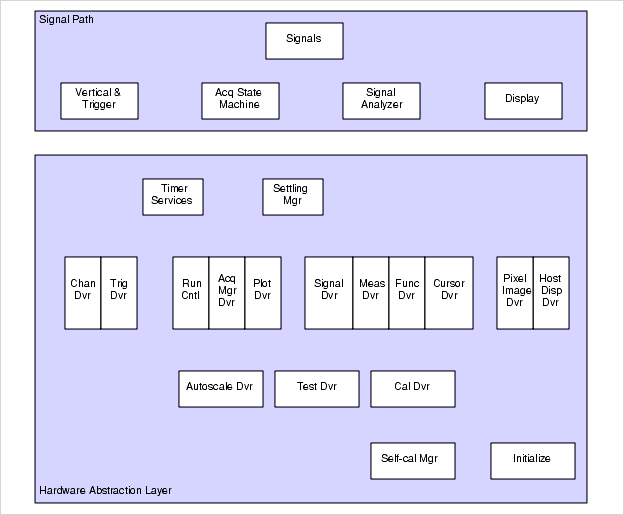 Signal Path
Signals
Vertical &
Trigger
Acq State
Machine
Signal
Analyzer
Display
Timer
Services
Settling
Mgr
Chan
Dvr
Trig
Dvr
Run
Cntl
Acq
Mgr
Dvr
Plot
Dvr
Signal
Dvr
Meas
Dvr
Func
Dvr
Cursor
Dvr
Pixel
Image
Dvr
Host
Disp
Dvr
Autoscale Dvr
Test Dvr
Cal Dvr
Self-cal Mgr
Initialize
Hardware Abstraction Layer